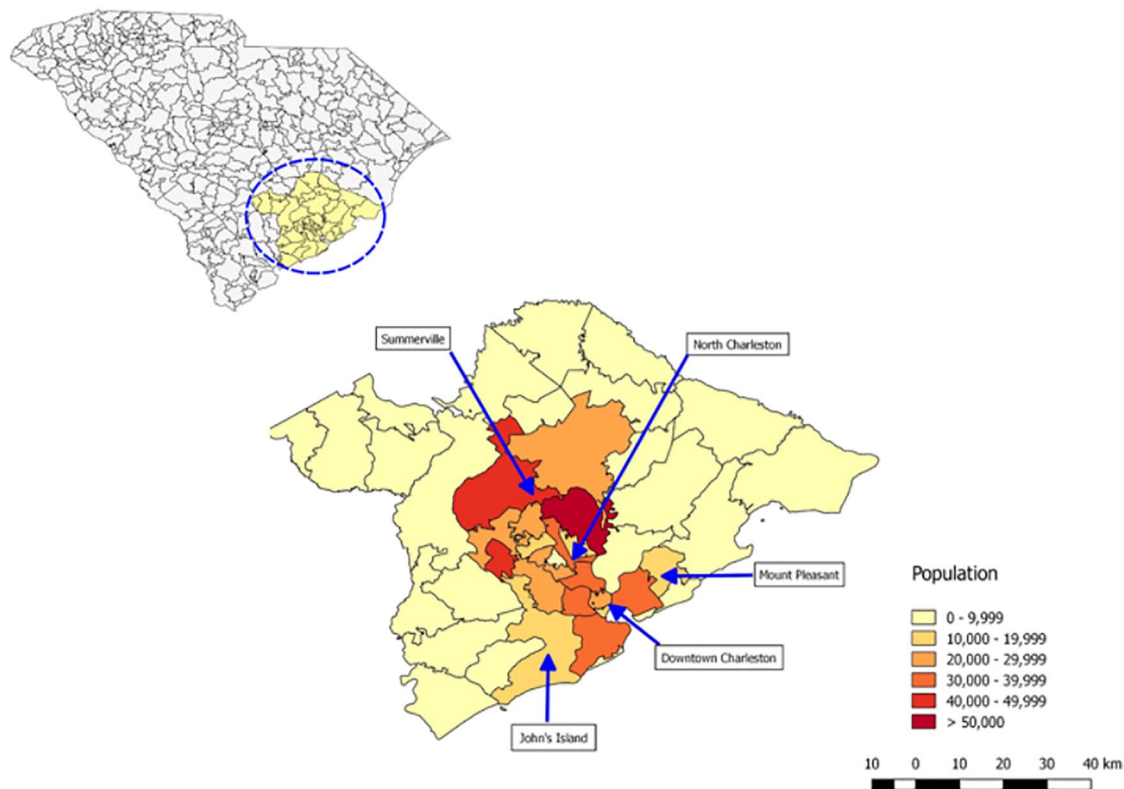 Summerville
North Charleston
Mount Pleasant
Downtown Charleston
John's Island
Population
0 - 9,999
10,000 - 19,999
20,000 - 29,999
30,000 - 39,999
40,000 - 49,999
> 50,000
10 0 10 20 30 40 km